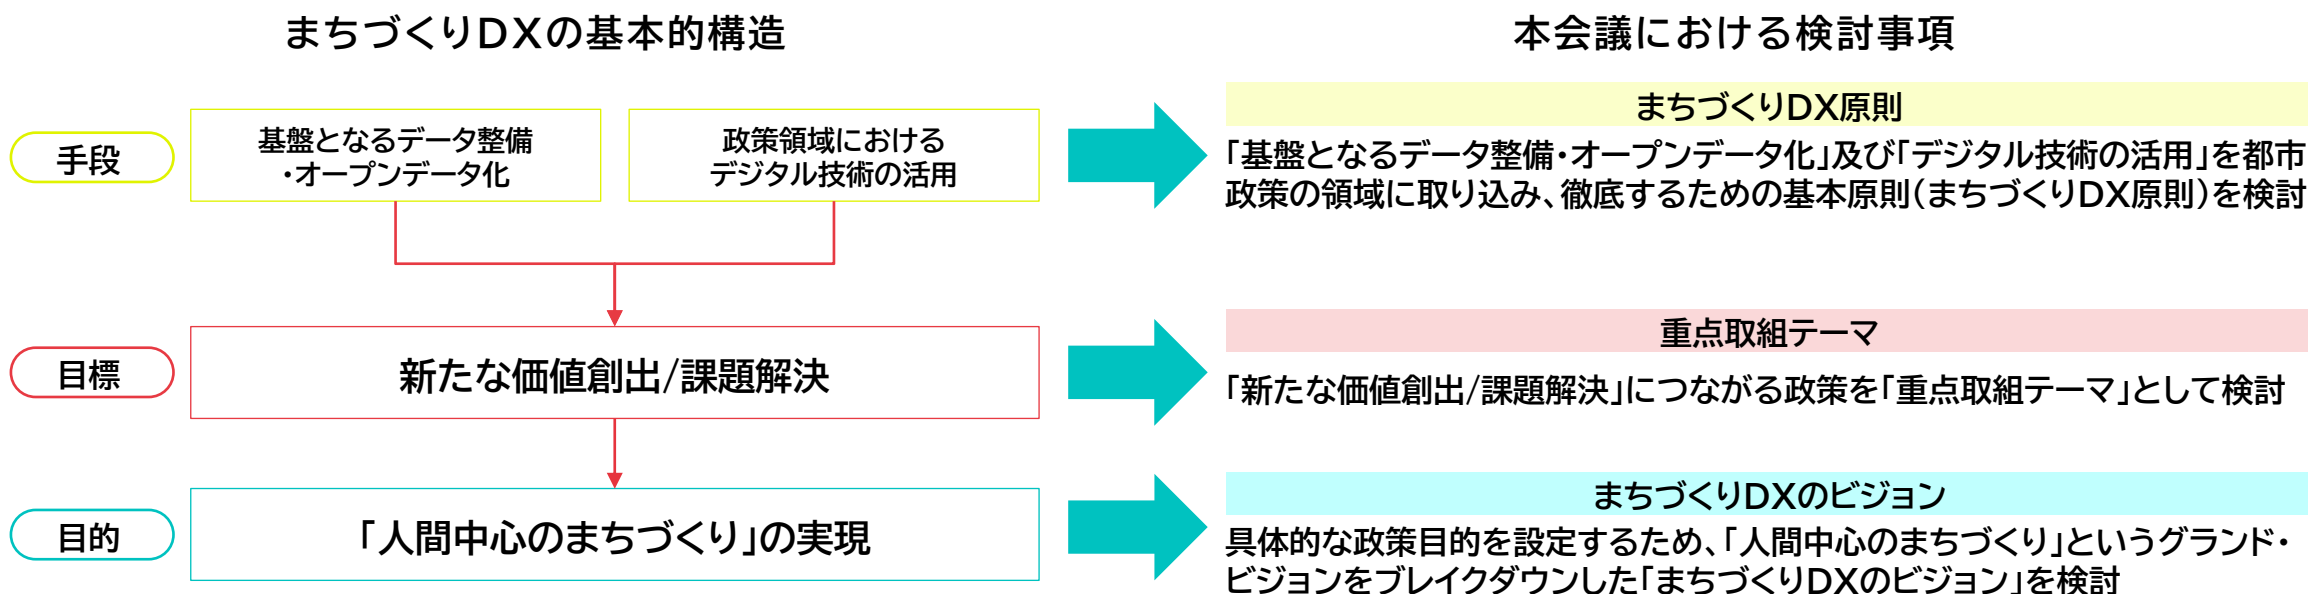 まちづくりDXの基本的構造
本会議における検討事項
手段
基盤となるデータ整備
・オープンデータ化
政策領域における
デジタル技術の活用
まちづくりDX原則
「基盤となるデータ整備・オープンデータ化」及び「デジタル技術の活用」を都市
政策の領域に取り込み、徹底するための基本原則(まちづくりDX原則)を検討
目標
新たな価値創出/課題解決
重点取組テーマ
「新たな価値創出/課題解決」につながる政策を「重点取組テーマ」として検討
目的
「人間中心のまちづくり」の実現
まちづくりDXのビジョン
具体的な政策目的を設定するため、「人間中心のまちづくり」というグランド・
ビジョンをブレイクダウンした「まちづくりDXのビジョン」を検討